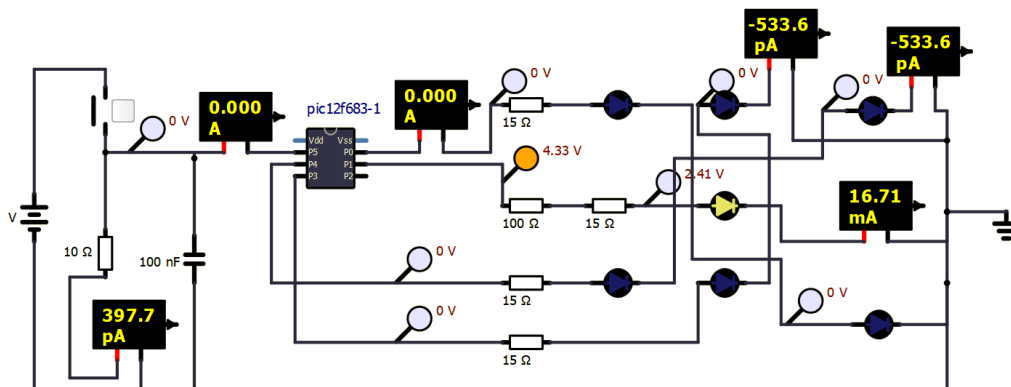 -533.6
pA
-533.6
pA
0 V
0.000
A
0.000
A
0 V
0 V
0 V
pic12f683-1
15 Ω
Vdd
Vss
P5
P0
P4
P1
P3
P2
4.33 V
2.41 V
100 Ω
15 Ω
16.71
mA
V
10 Ω
100 nF
0 V
15 Ω
0 V
397.7
pA
0 V
15 Ω